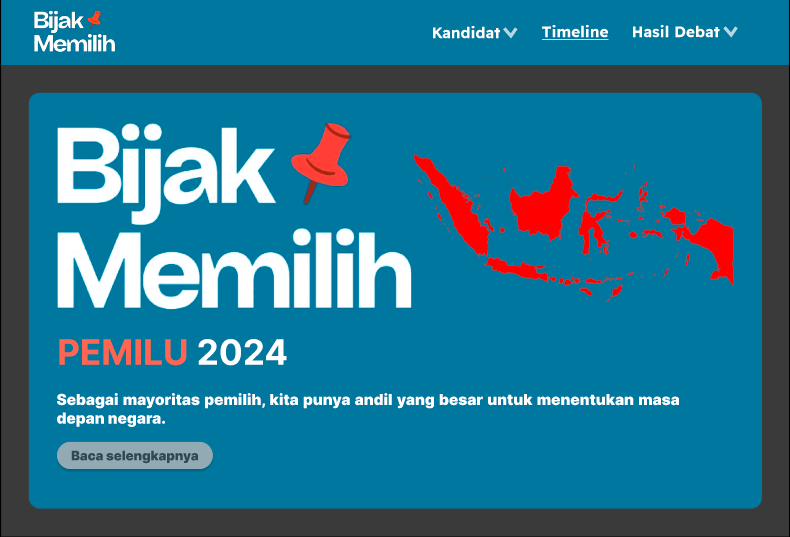 Bijak
Memilih
Kandidat
Timeline
Hasil Debat
Bijak
Memilih
PEMILU 2024
Sebagai mayoritas pemilih, kita punya andil yang besar untuk menentukan masa
depan negara.
Baca selengkapnya